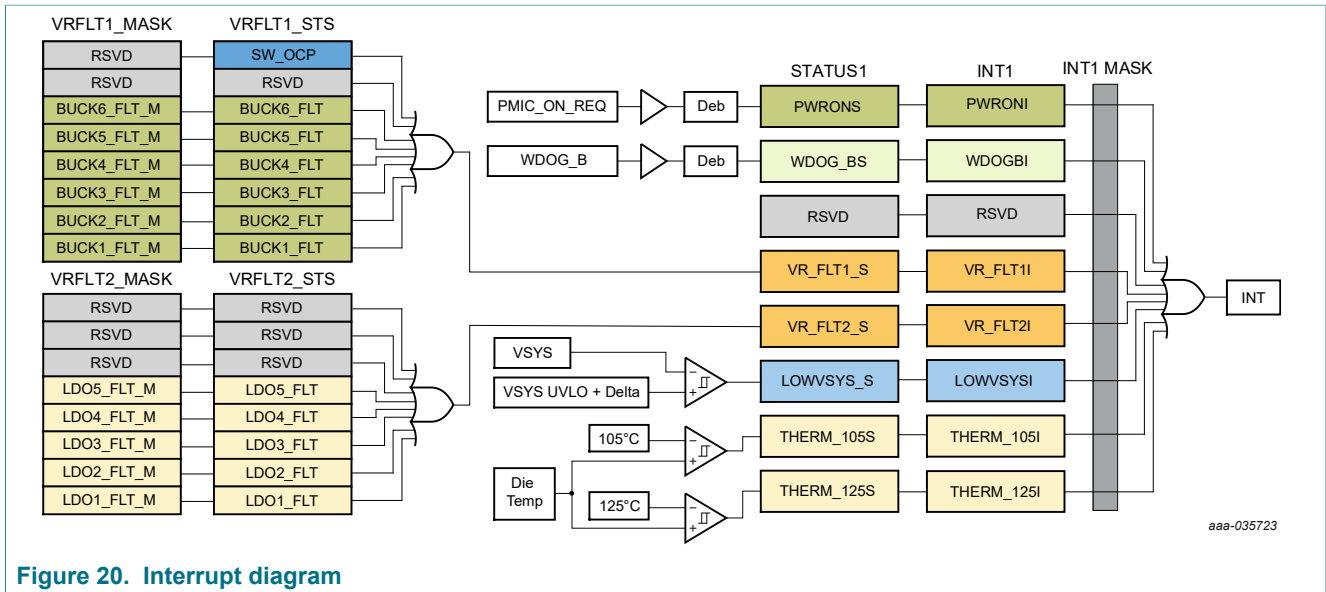 VRFLT1_MASK VRFLT1_STS
RSVD SW_OCP
RSVD RSVD
BUCK6_FLT_M BUCK6_FLT
BUCK5_FLT_M BUCK5_FLT
BUCK4_FLT_M BUCK4_FLT
BUCK3_FLT_M BUCK3_FLT
BUCK2_FLT_M BUCK2_FLT
BUCK1_FLT_M BUCK1_FLT
VRFLT2_MASK VRFLT2_STS
RSVD RSVD
RSVD RSVD
RSVD RSVD
LDO5_FLT_M LDO5_FLT
LDO4_FLT_M LDO4_FLT
LDO3_FLT_M LDO3_FLT
LDO2_FLT_M LDO2_FLT
LDO1_FLT_M LDO1_FLT
STATUS1 INT1 INT1 MASK
PMIC_ON_REQ Deb PWRONS PWRONI
WDOG_B Deb WDOG_BS WDOGBI
RSVD RSVD
VR_FLT1_S VR_FLT1I
INT
VR_FLT2_S VR_FLT2I
VSYS
−
VSYS UVLO + Delta
+
LOWVSYS_S LOWVSYSI
105°C
−
+
THERM_105S THERM_105I
Die
Temp
125°C
−
+
THERM_125S THERM_125I
aaa-035723
Figure 20. Interrupt diagram